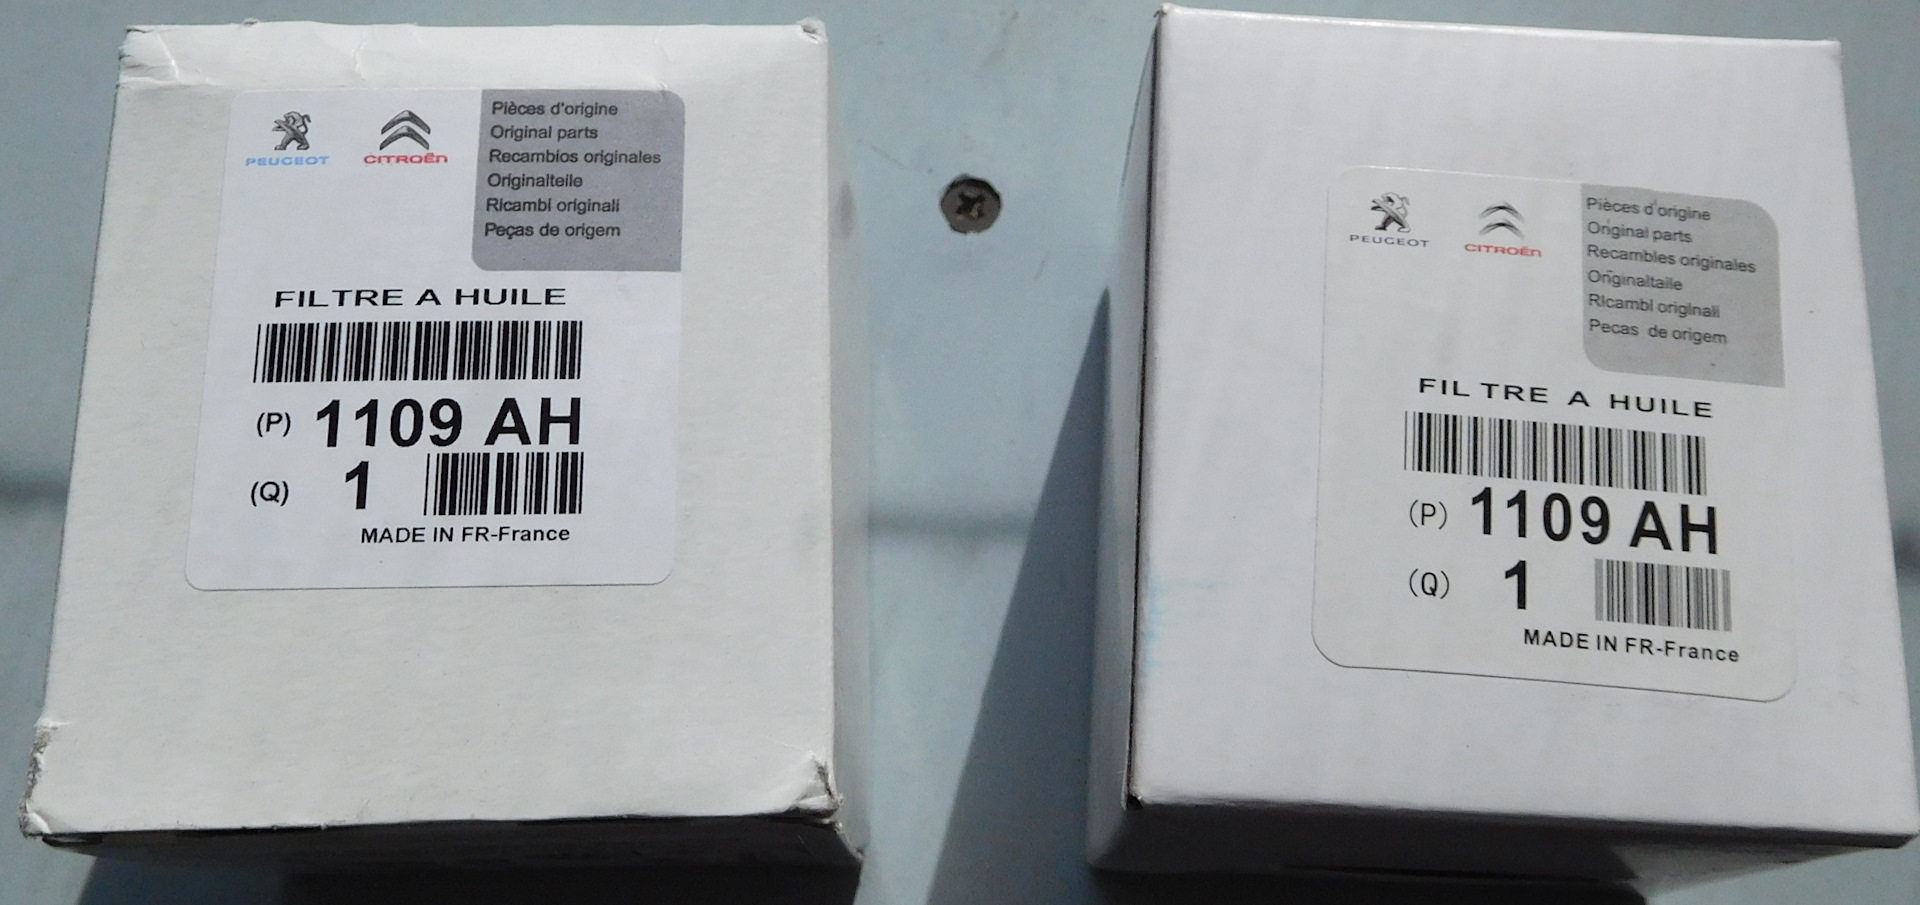 PEUGEOT
CITROËN
Pièces d'origine
Original parts
Recambios originales
Originalteile
Ricambi originali
Peças de origem
FILTRE A HUILE
(P) 1109 AH
(Q) 1
MADE IN FR-France
PEUGEOT
CITROËN
Pièces d'origine
Original parts
Recambles originales
Originaltaile
Ricambl originali
Pecas de origem
FIL TRE A HUILE
(P) 1109 AH
(Q) 1
MADE IN FR-France